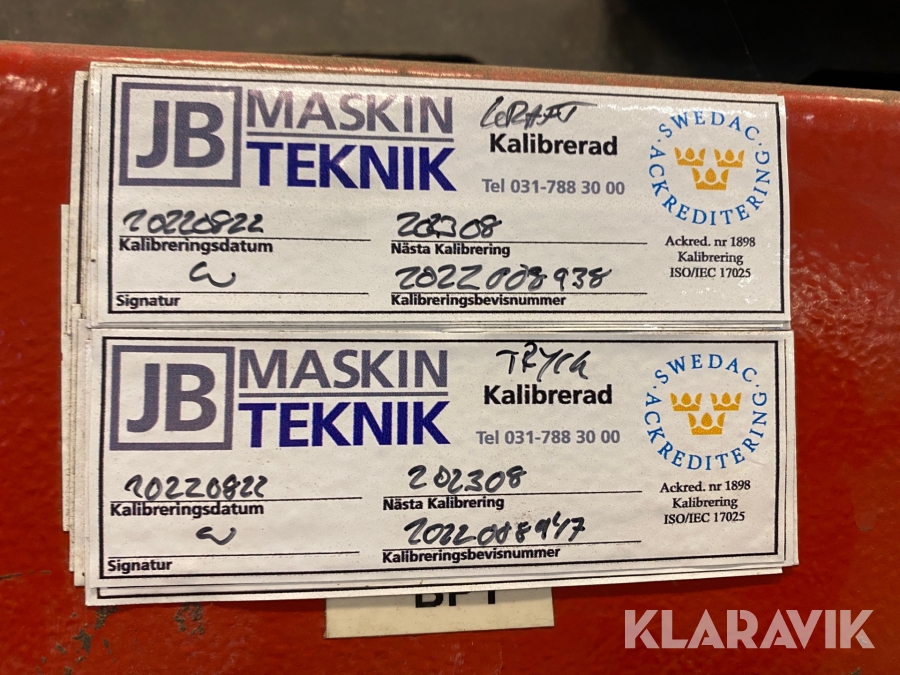 JB MASKIN TEKNIK
Kalibrerad
Tel 031-788 30 00
SWEDAC · ACKREDITERING ·
20220822
Kalibreringsdatum
202308
Nästa Kalibrering
Ackred. nr 1898
Kalibrering
ISO/IEC 17025
Signatur
2022008938
Kalibreringsbevisnummer
JB MASKIN TEKNIK
TRYCK
Kalibrerad
Tel 031-788 30 00
SWEDAC · ACKREDITERING ·
20220822
Kalibreringsdatum
202308
Nästa Kalibrering
Ackred. nr 1898
Kalibrering
ISO/IEC 17025
Signatur
2022008947
Kalibreringsbevisnummer
KLARAVIK